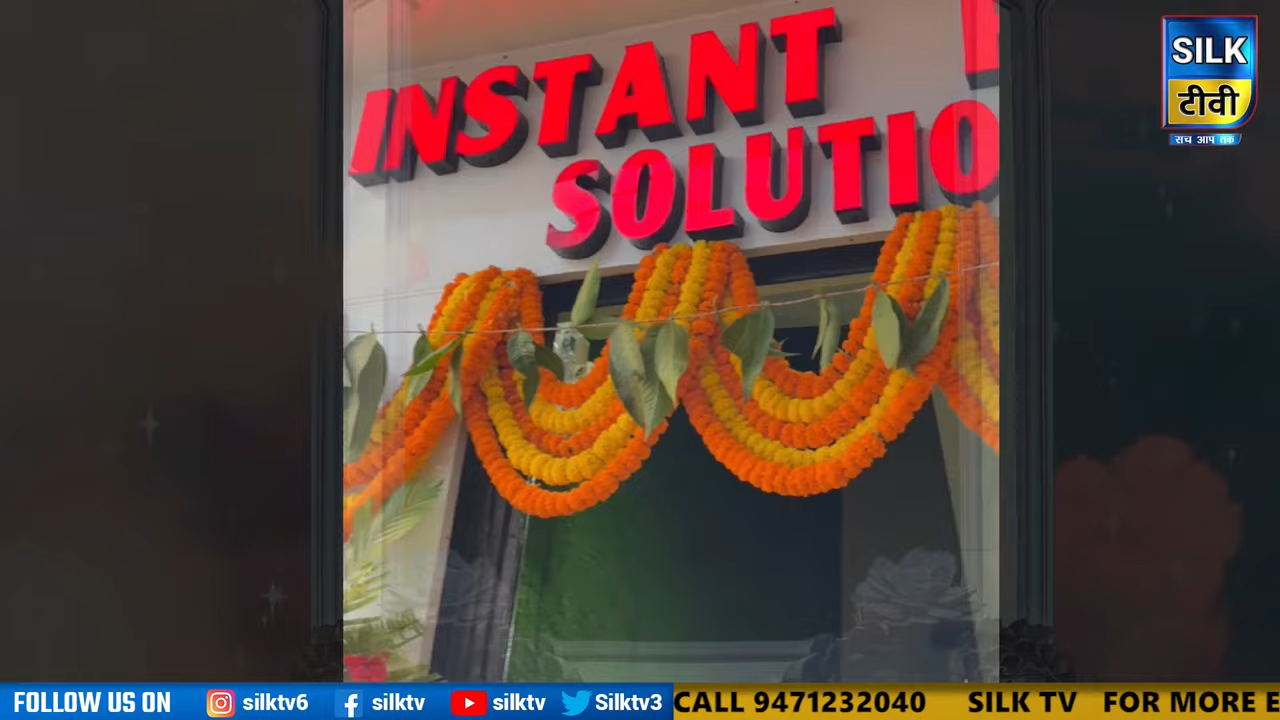 INSTANT
SOLUTIO
SILK
टीवी
सच आप तक
FOLLOW US ON silktv6 silktv silktv Silktv3 CALL 9471232040 SILK TV FOR MORE E